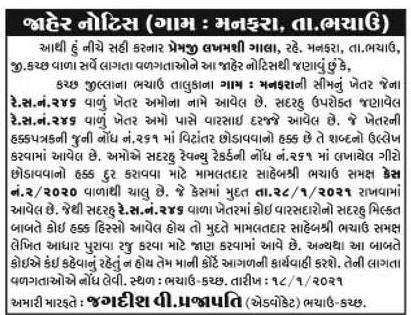 જાહેર નોટિસ (ગામ : મનફરા, તા.ભચાઉ)
આથી હું નીચે સહી કરનાર પ્રેમજી લખમશી ગાલા, રહે. મનફરા, તા.ભચાઉ,
જી.કચ્છ વાળા સર્વે લાગતા વળગતાઓને આ જાહેર નોટિસથી જણાવું છું કે,
કચ્છ જીલ્લાના ભચાઉ તાલુકાના ગામ : મનફરાની સીમનું ખેતર જેના
રે.સ.નં.૨૪૬ વાળું ખેતર અમોના નામે આવેલ છે. સદરહુ ઉપરોક્ત જણાવેલ
રે.સ.નં.૨૪૬ વાળું ખેતર અમો પાસે વારસાઈ દરજ્જે આવેલ છે. જે ખેતરની
હક્કપત્રકની જુની નોંધ નં.૨૬૧ માં વિટાંતર છોડાવવાનો હક્ક છે તે શબ્દનો ઉલ્લેખ
કરવામાં આવેલ છે. અમોએ સદરહુ રેવન્યુ રેકર્ડની નોંધ નં.૨૬૧ માં લખાયેલ ગીરો
છોડાવવાનો હક્ક દુર કરાવવા માટે મામલતદાર સાહેબશ્રી ભચાઉ સમક્ષ કેસ
નં.૨/૨૦૨૦ વાળાથી ચાલુ છે. જે કેસમાં મુદત તા.૨૮/૧/૨૦૨૧ રાખવામાં
આવેલ છે. જેથી સદરહુ રે.સ.નં.૨૪૬ વાળા ખેતરમાં કોઈ વારસદારોનો સદરહુ મિલ્કત
બાબતે કોઈ હક્ક હિસ્સો આવેલ હોય તો મુદતે મામલતદાર સાહેબશ્રી ભચાઉ સમક્ષ
લેખિત આધાર પુરાવા રજુ કરવા માટે જાણ કરવામાં આવે છે. અન્યથા આ બાબતે
કોઈએ કંઈ કહેવાનું રહેતું ન હોય તેમ માની કોર્ટ આગળની કાર્યવાહી કરશે. તેની લાગતા
વળગતાઓએ નોંધ લેવી. સ્થળ : ભચાઉ-કચ્છ. તારીખ : ૧૮/૧/૨૦૨૧
અમારી મારફતે : જગદીશ વી.પ્રજાપતિ (એડવોકેટ) ભચાઉ-કચ્છ.